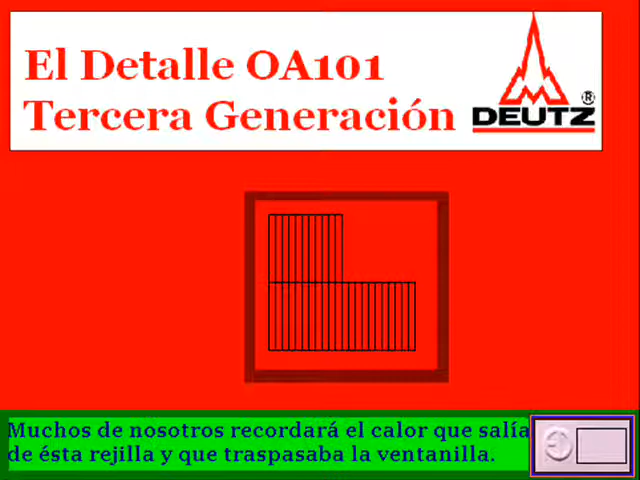 El Detalle OA101
Tercera Generación
DEUTZ
®
Muchos de nosotros recordará el calor que salía
de ésta rejilla y que traspasaba la ventanilla.